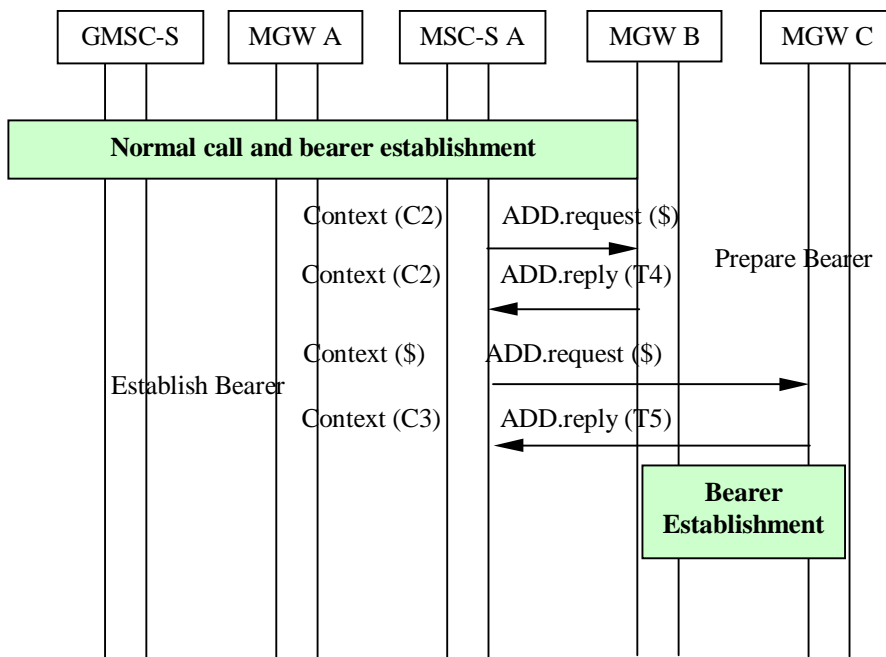 GMSC-S MGW A MSC-S A MGW B MGW C
Normal call and bearer establishment
Context (C2) ADD.request ($)
Prepare Bearer
Context (C2) ADD.reply (T4)
Context ($) ADD.request ($)
Establish Bearer
Context (C3) ADD.reply (T5)
Bearer
Establishment